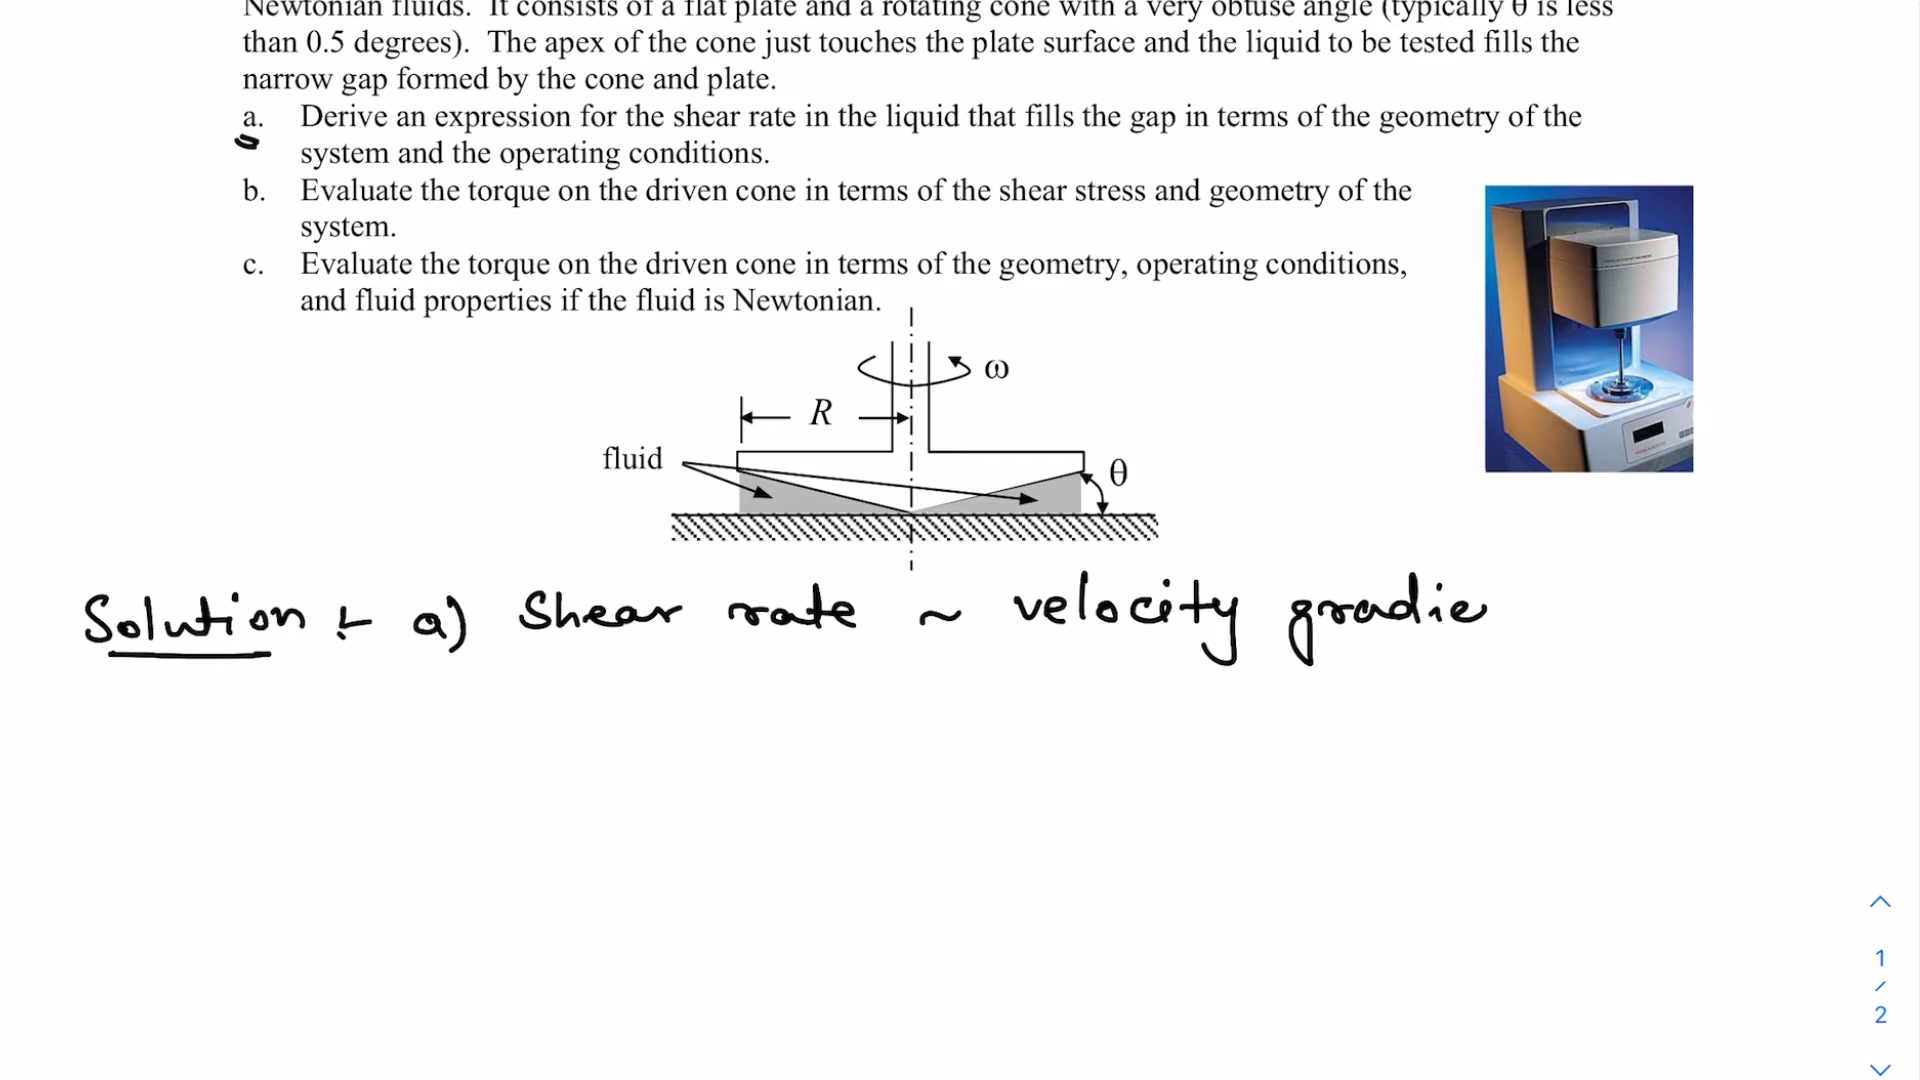 Newtonian fluids. It consists of a flat plate and a rotating cone with a very obtuse angle (typically θ is less
than 0.5 degrees). The apex of the cone just touches the plate surface and the liquid to be tested fills the
narrow gap formed by the cone and plate.
a. Derive an expression for the shear rate in the liquid that fills the gap in terms of the geometry of the
system and the operating conditions.
b. Evaluate the torque on the driven cone in terms of the shear stress and geometry of the
system.
c. Evaluate the torque on the driven cone in terms of the geometry, operating conditions,
and fluid properties if the fluid is Newtonian.
ω
R
fluid
θ
Solution :- a) Shear rate ~ velocity gradie
1
/
2